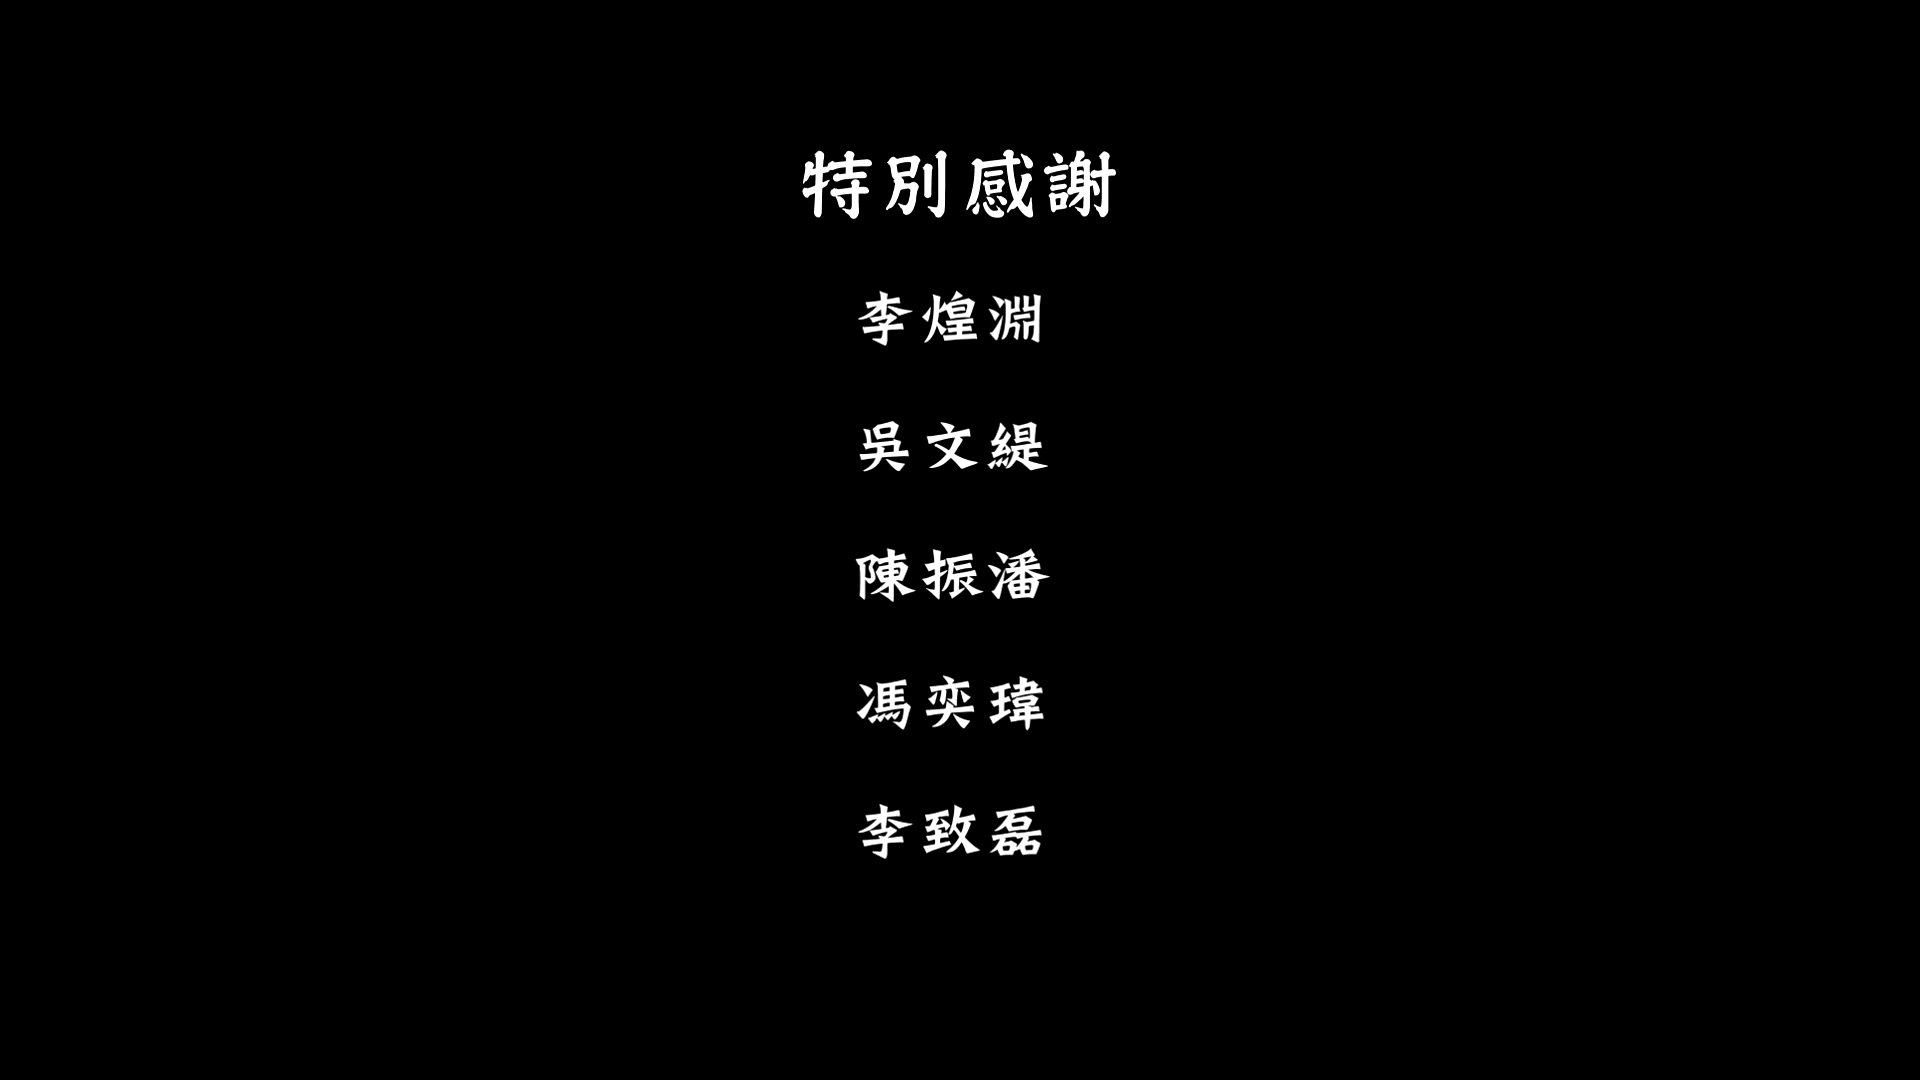 特別感謝
李煌淵
吳文緹
陳振潘
馮奕瑋
李致磊